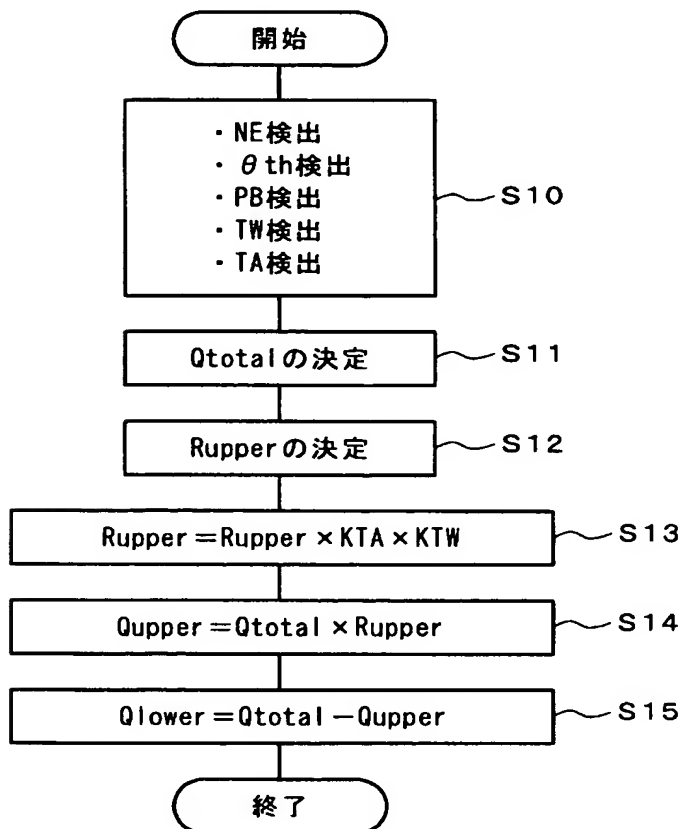 開始
・NE検出
・θth検出
・PB検出
・TW検出
・TA検出
S10
Qtotalの決定
S11
Rupperの決定
S12
Rupper=Rupper×KTA×KTW
S13
Qupper=Qtotal×Rupper
S14
Qlower=Qtotal−Qupper
S15
終了